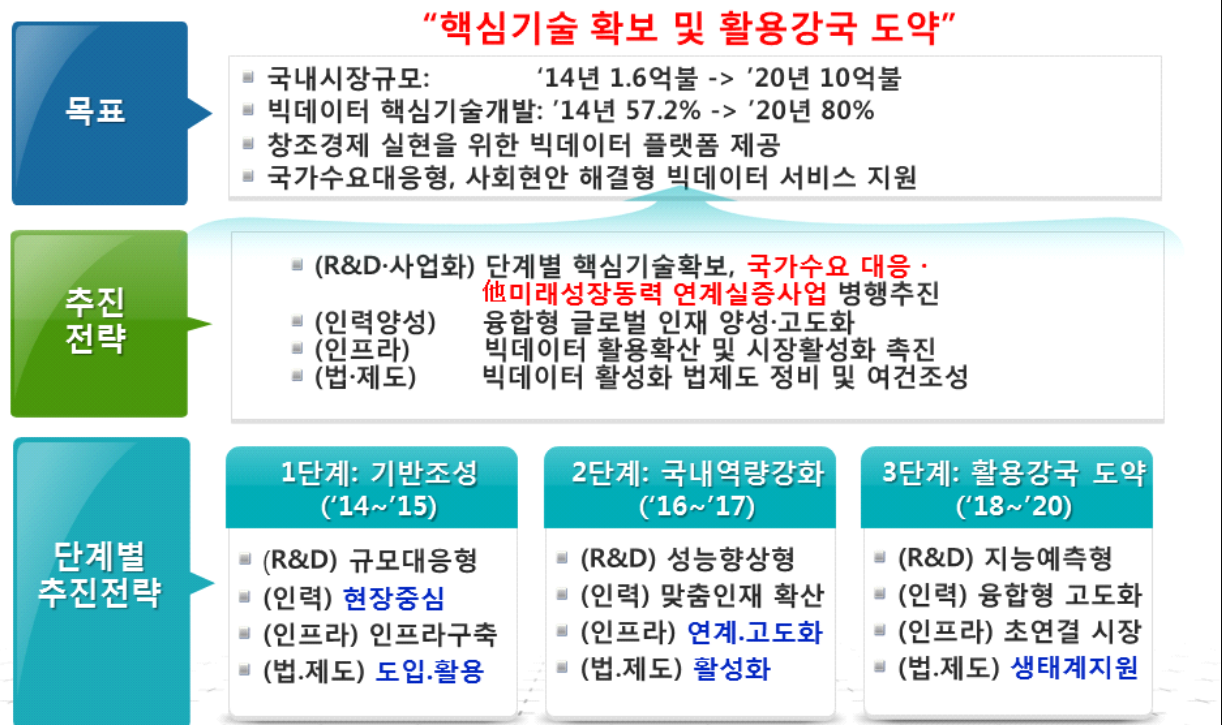 “핵심기술 확보 및 활용강국 도약”
목표
국내시장규모: ‘14년 1.6억불 -> ’20년 10억불
빅데이터 핵심기술개발: ’14년 57.2% -> ’20년 80%
창조경제 실현을 위한 빅데이터 플랫폼 제공
국가수요대응형, 사회현안 해결형 빅데이터 서비스 지원
추진
전략
(R&D·사업화) 단계별 핵심기술확보, 국가수요 대응 ·
他미래성장동력 연계실증사업 병행추진
(인력양성) 융합형 글로벌 인재 양성·고도화
(인프라) 빅데이터 활용확산 및 시장활성화 촉진
(법·제도) 빅데이터 활성화 법제도 정비 및 여건조성
단계별
추진전략
1단계: 기반조성
(‘14~’15)
(R&D) 규모대응형
(인력) 현장중심
(인프라) 인프라구축
(법.제도) 도입.활용
2단계: 국내역량강화
(‘16~’17)
(R&D) 성능향상형
(인력) 맞춤인재 확산
(인프라) 연계.고도화
(법.제도) 활성화
3단계: 활용강국 도약
(‘18~’20)
(R&D) 지능예측형
(인력) 융합형 고도화
(인프라) 초연결 시장
(법.제도) 생태계지원